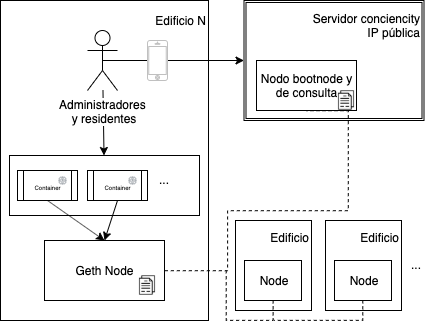 Edificio N
Servidor conciencity
IP pública
Nodo bootnode y
de consulta
Administradores
y residentes
Container
Container
...
Geth Node
Edificio
Node
Edificio
Node
...